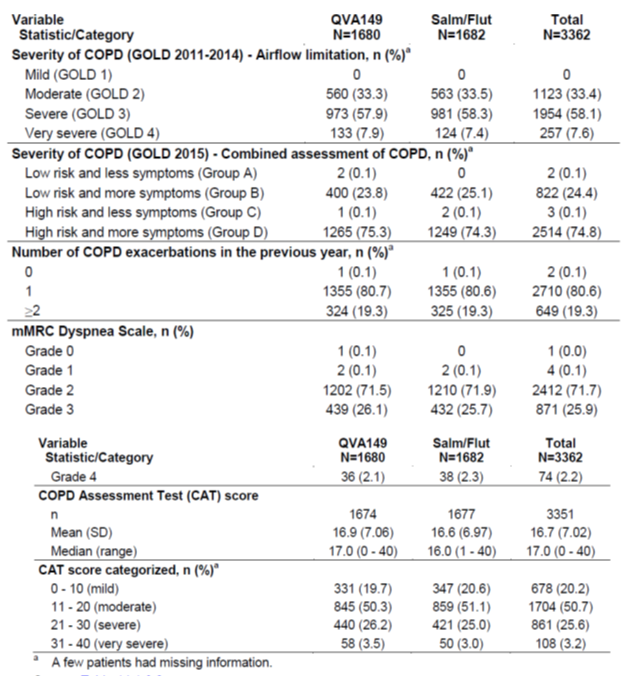 Variable QVA149 Salm/Flut Total
Statistic/Category N=1680 N=1682 N=3362
Severity of COPD (GOLD 2011-2014) - Airflow limitation, n (%)a
Mild (GOLD 1) 0 0 0
Moderate (GOLD 2) 560 (33.3) 563 (33.5) 1123 (33.4)
Severe (GOLD 3) 973 (57.9) 981 (58.3) 1954 (58.1)
Very severe (GOLD 4) 133 (7.9) 124 (7.4) 257 (7.6)
Severity of COPD (GOLD 2015) - Combined assessment of COPD, n (%)a
Low risk and less symptoms (Group A) 2 (0.1) 0 2 (0.1)
Low risk and more symptoms (Group B) 400 (23.8) 422 (25.1) 822 (24.4)
High risk and less symptoms (Group C) 1 (0.1) 2 (0.1) 3 (0.1)
High risk and more symptoms (Group D) 1265 (75.3) 1249 (74.3) 2514 (74.8)
Number of COPD exacerbations in the previous year, n (%)a
0 1 (0.1) 1 (0.1) 2 (0.1)
1 1355 (80.7) 1355 (80.6) 2710 (80.6)
≥2 324 (19.3) 325 (19.3) 649 (19.3)
mMRC Dyspnea Scale, n (%)
Grade 0 1 (0.1) 0 1 (0.0)
Grade 1 2 (0.1) 2 (0.1) 4 (0.1)
Grade 2 1202 (71.5) 1210 (71.9) 2412 (71.7)
Grade 3 439 (26.1) 432 (25.7) 871 (25.9)
Variable QVA149 Salm/Flut Total
Statistic/Category N=1680 N=1682 N=3362
Grade 4 36 (2.1) 38 (2.3) 74 (2.2)
COPD Assessment Test (CAT) score
n 1674 1677 3351
Mean (SD) 16.9 (7.06) 16.6 (6.97) 16.7 (7.02)
Median (range) 17.0 (0 - 40) 16.0 (1 - 40) 17.0 (0 - 40)
CAT score categorized, n (%)a
0 - 10 (mild) 331 (19.7) 347 (20.6) 678 (20.2)
11 - 20 (moderate) 845 (50.3) 859 (51.1) 1704 (50.7)
21 - 30 (severe) 440 (26.2) 421 (25.0) 861 (25.6)
31 - 40 (very severe) 58 (3.5) 50 (3.0) 108 (3.2)
a A few patients had missing information.